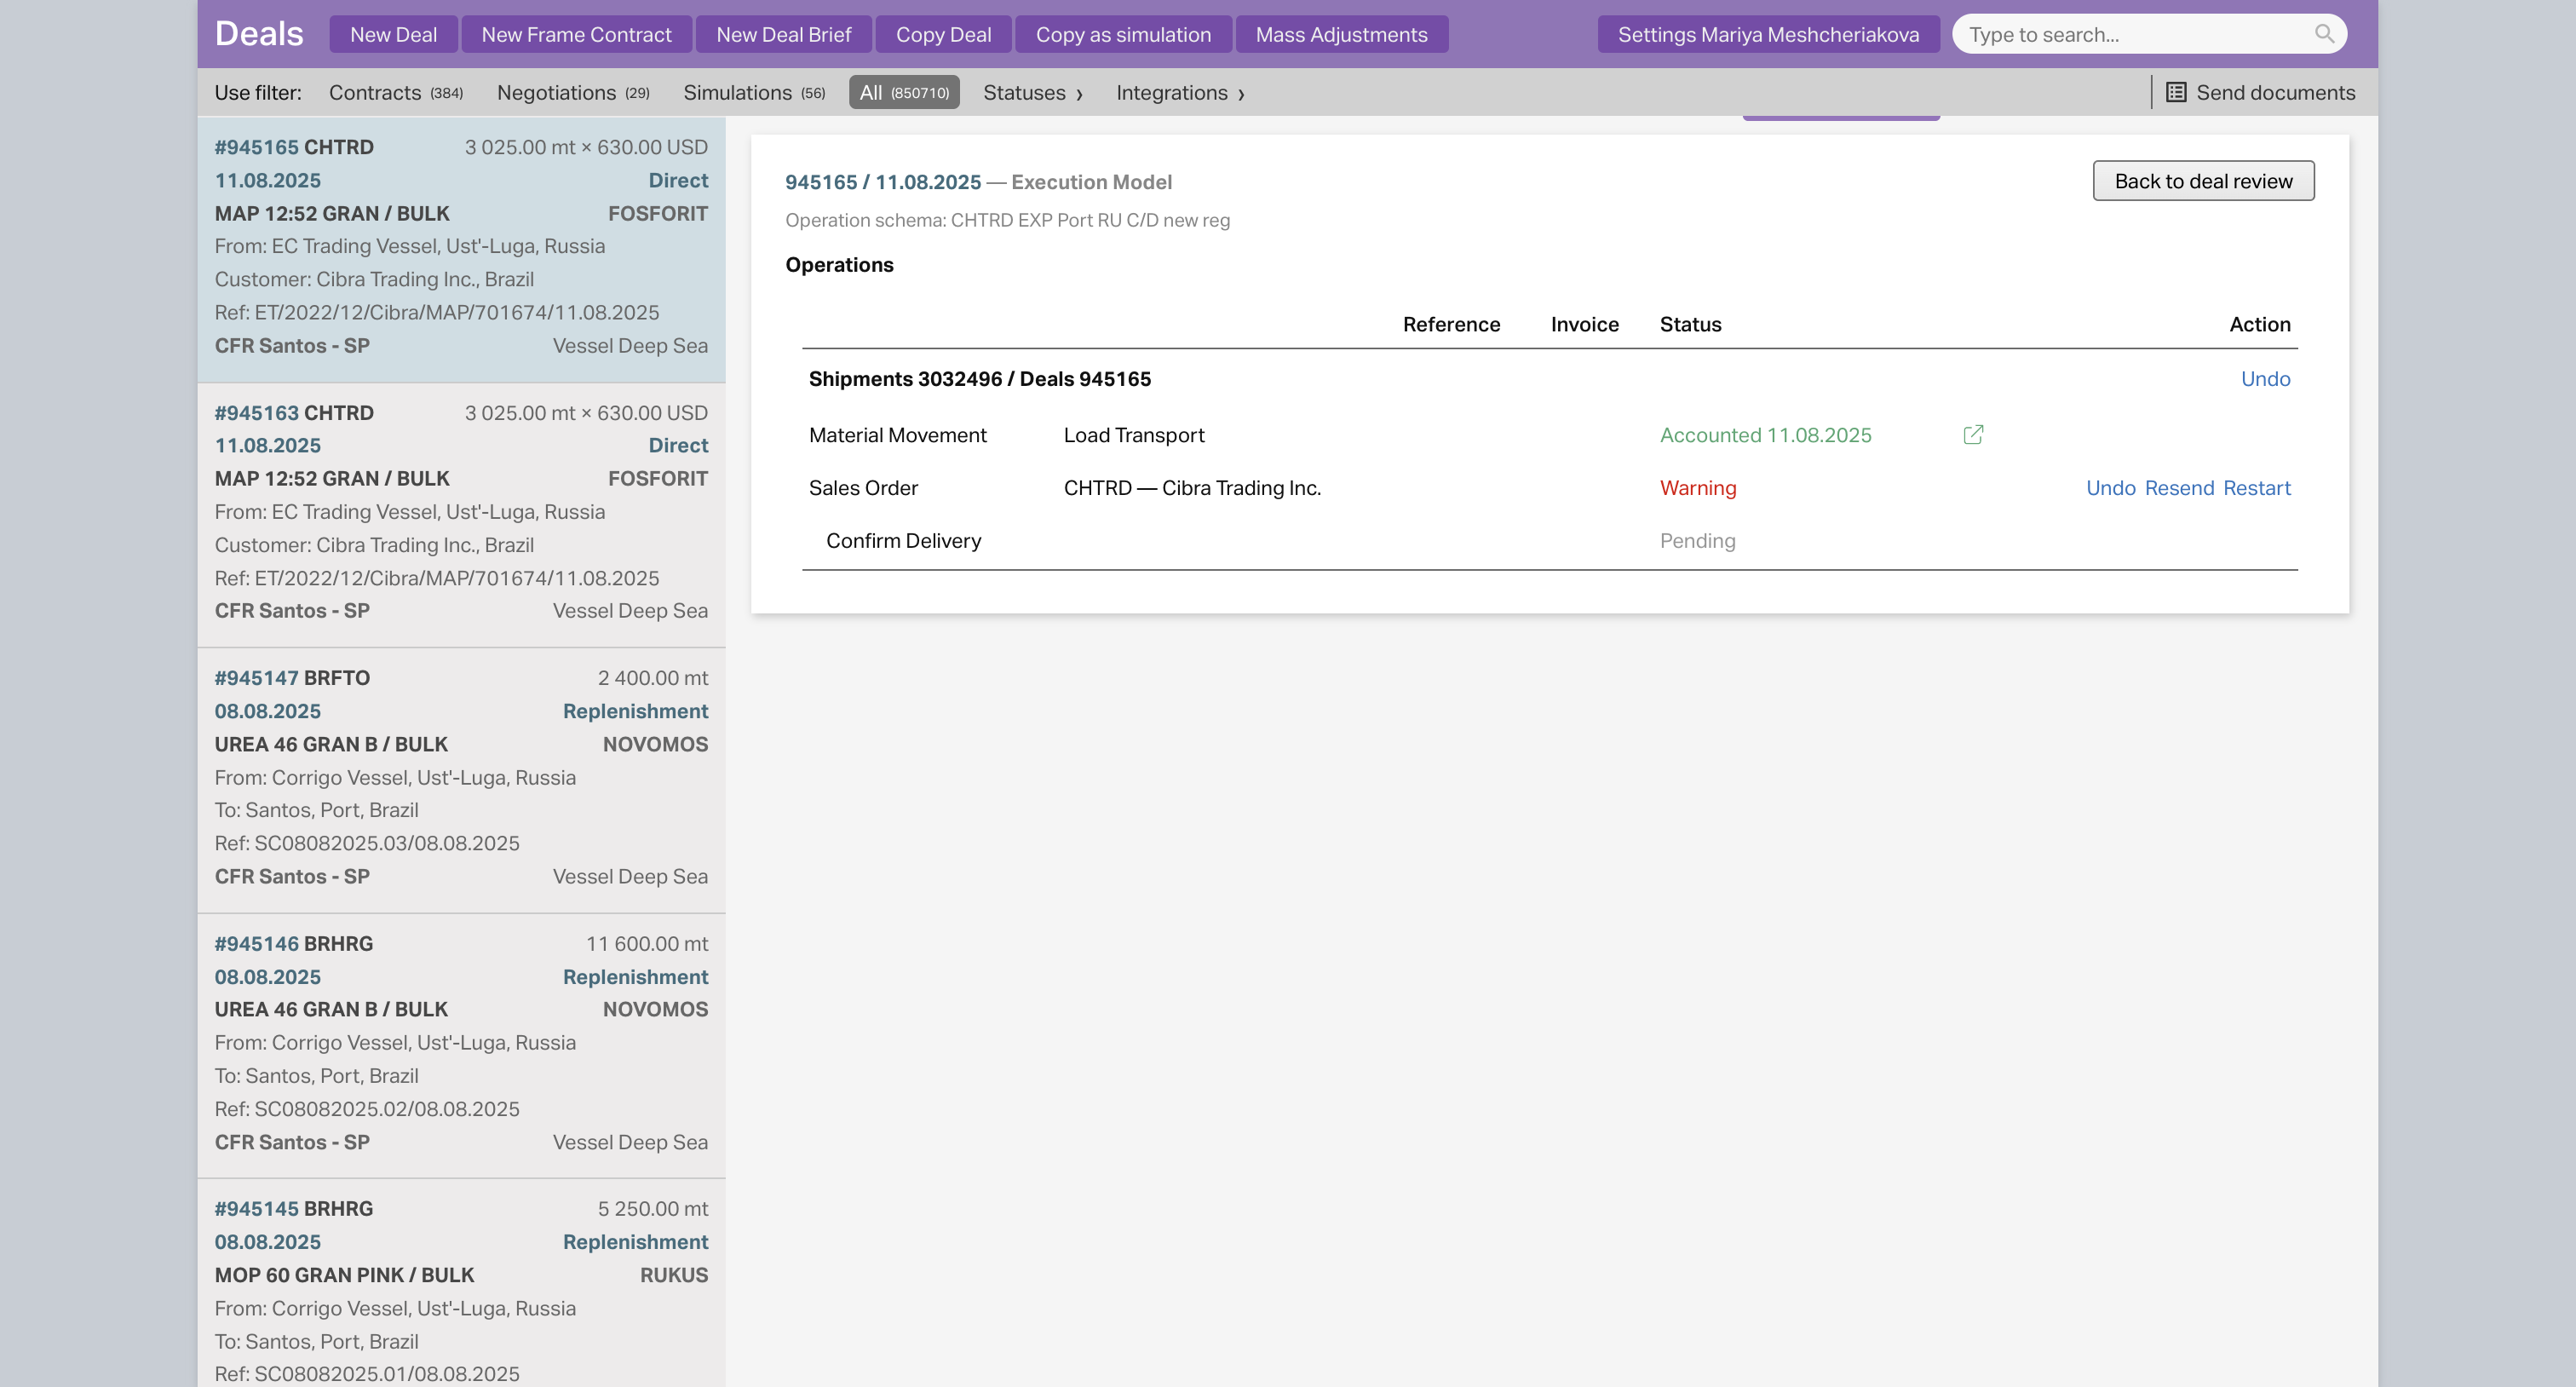 Deals New Deal New Frame Contract New Deal Brief Copy Deal Copy as simulation Mass Adjustments Settings Mariya Meshcheriakova Type to search...
Use filter: Contracts (384) Negotiations (29) Simulations (56) All (850710) Statuses › Integrations › Send documents
#945165 CHTRD 3 025.00 mt × 630.00 USD
11.08.2025 Direct
MAP 12:52 GRAN / BULK FOSFORIT
From: EC Trading Vessel, Ust'-Luga, Russia
Customer: Cibra Trading Inc., Brazil
Ref: ET/2022/12/Cibra/MAP/701674/11.08.2025
CFR Santos - SP Vessel Deep Sea
#945163 CHTRD 3 025.00 mt × 630.00 USD
11.08.2025 Direct
MAP 12:52 GRAN / BULK FOSFORIT
From: EC Trading Vessel, Ust'-Luga, Russia
Customer: Cibra Trading Inc., Brazil
Ref: ET/2022/12/Cibra/MAP/701674/11.08.2025
CFR Santos - SP Vessel Deep Sea
#945147 BRFTO 2 400.00 mt
08.08.2025 Replenishment
UREA 46 GRAN B / BULK NOVOMOS
From: Corrigo Vessel, Ust'-Luga, Russia
To: Santos, Port, Brazil
Ref: SC08082025.03/08.08.2025
CFR Santos - SP Vessel Deep Sea
#945146 BRHRG 11 600.00 mt
08.08.2025 Replenishment
UREA 46 GRAN B / BULK NOVOMOS
From: Corrigo Vessel, Ust'-Luga, Russia
To: Santos, Port, Brazil
Ref: SC08082025.02/08.08.2025
CFR Santos - SP Vessel Deep Sea
#945145 BRHRG 5 250.00 mt
08.08.2025 Replenishment
MOP 60 GRAN PINK / BULK RUKUS
From: Corrigo Vessel, Ust'-Luga, Russia
To: Santos, Port, Brazil
Ref: SC08082025.01/08.08.2025
945165 / 11.08.2025 — Execution Model Back to deal review
Operation schema: CHTRD EXP Port RU C/D new reg
Operations
Reference Invoice Status Action
Shipments 3032496 / Deals 945165 Undo
Material Movement Load Transport Accounted 11.08.2025
Sales Order CHTRD — Cibra Trading Inc. Warning Undo Resend Restart
Confirm Delivery Pending